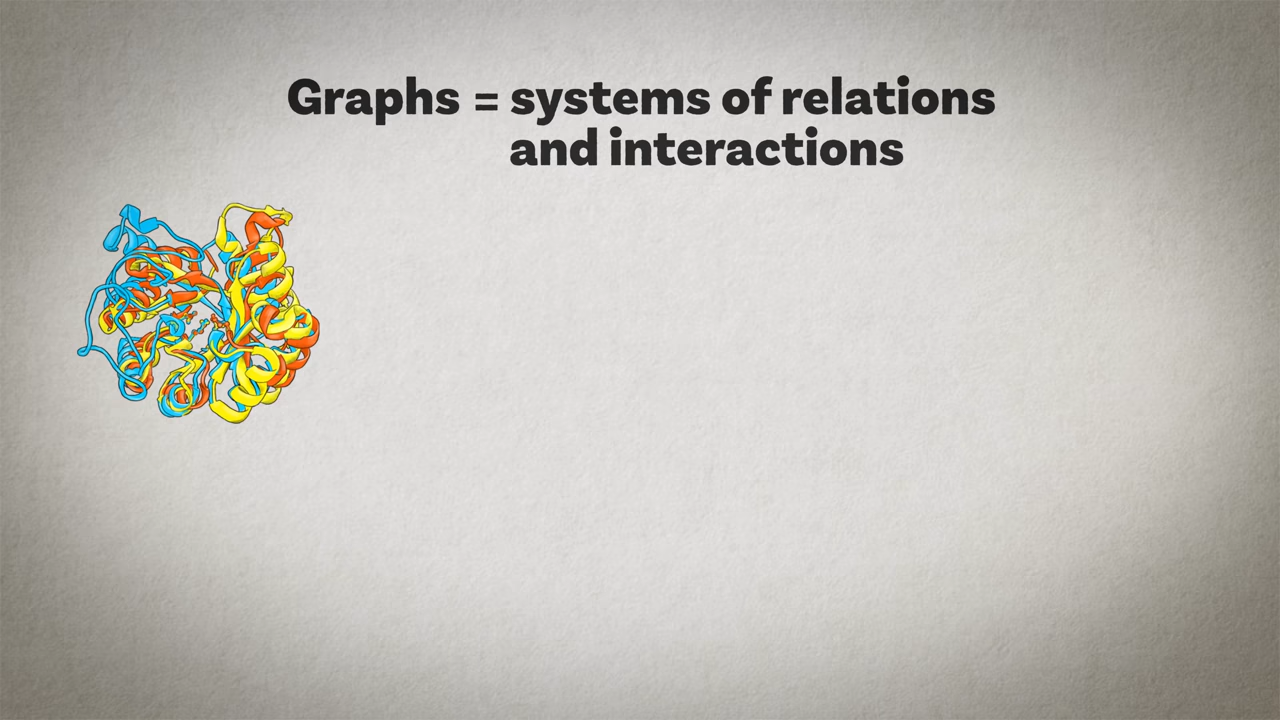 Graphs = systems of relations
and interactions